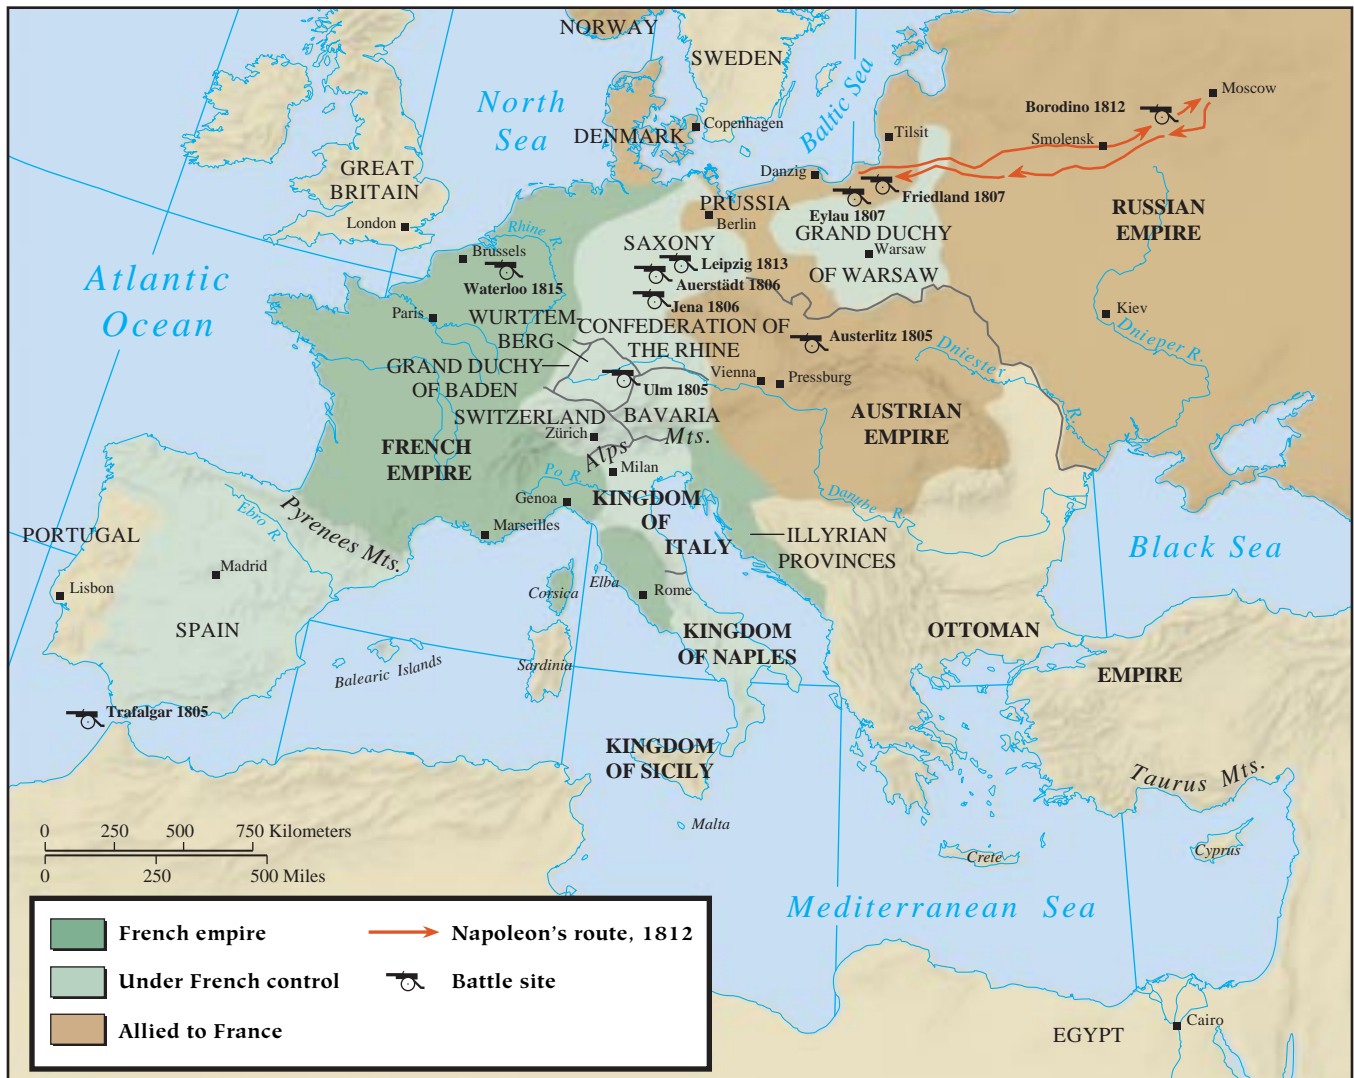 NORWAY
SWEDEN
North
Sea
Baltic Sea
DENMARK
Copenhagen
Tilsit
Borodino 1812
Moscow
Smolensk
GREAT
BRITAIN
London
Danzig
PRUSSIA
Berlin
Eylau 1807
Friedland 1807
RUSSIAN
EMPIRE
GRAND DUCHY
OF WARSAW
Warsaw
Rhine R.
Brussels
Waterloo 1815
SAXONY
Leipzig 1813
Auerstädt 1806
Jena 1806
Atlantic
Ocean
Paris
WURTTEM-
BERG
CONFEDERATION OF
THE RHINE
GRAND DUCHY
OF BADEN
Austerlitz 1805
Kiev
Dnieper R.
Dniester R.
Vienna
Pressburg
Ulm 1805
SWITZERLAND
BAVARIA
Zürich
Alps Mts.
AUSTRIAN
EMPIRE
FRENCH
EMPIRE
Po R.
Milan
Genoa
KINGDOM
OF
ITALY
Danube R.
ILLYRIAN
PROVINCES
Black Sea
Marseilles
Pyrenees Mts.
Ebro R.
PORTUGAL
Lisbon
Madrid
SPAIN
Corsica
Elba
Rome
Sardinia
Balearic Islands
KINGDOM
OF NAPLES
OTTOMAN
EMPIRE
Trafalgar 1805
KINGDOM
OF SICILY
Malta
Taurus Mts.
Crete
Cyprus
Mediterranean Sea
EGYPT
Cairo
0 250 500 750 Kilometers
0 250 500 Miles
French empire
Under French control
Allied to France
Napoleon's route, 1812
Battle site